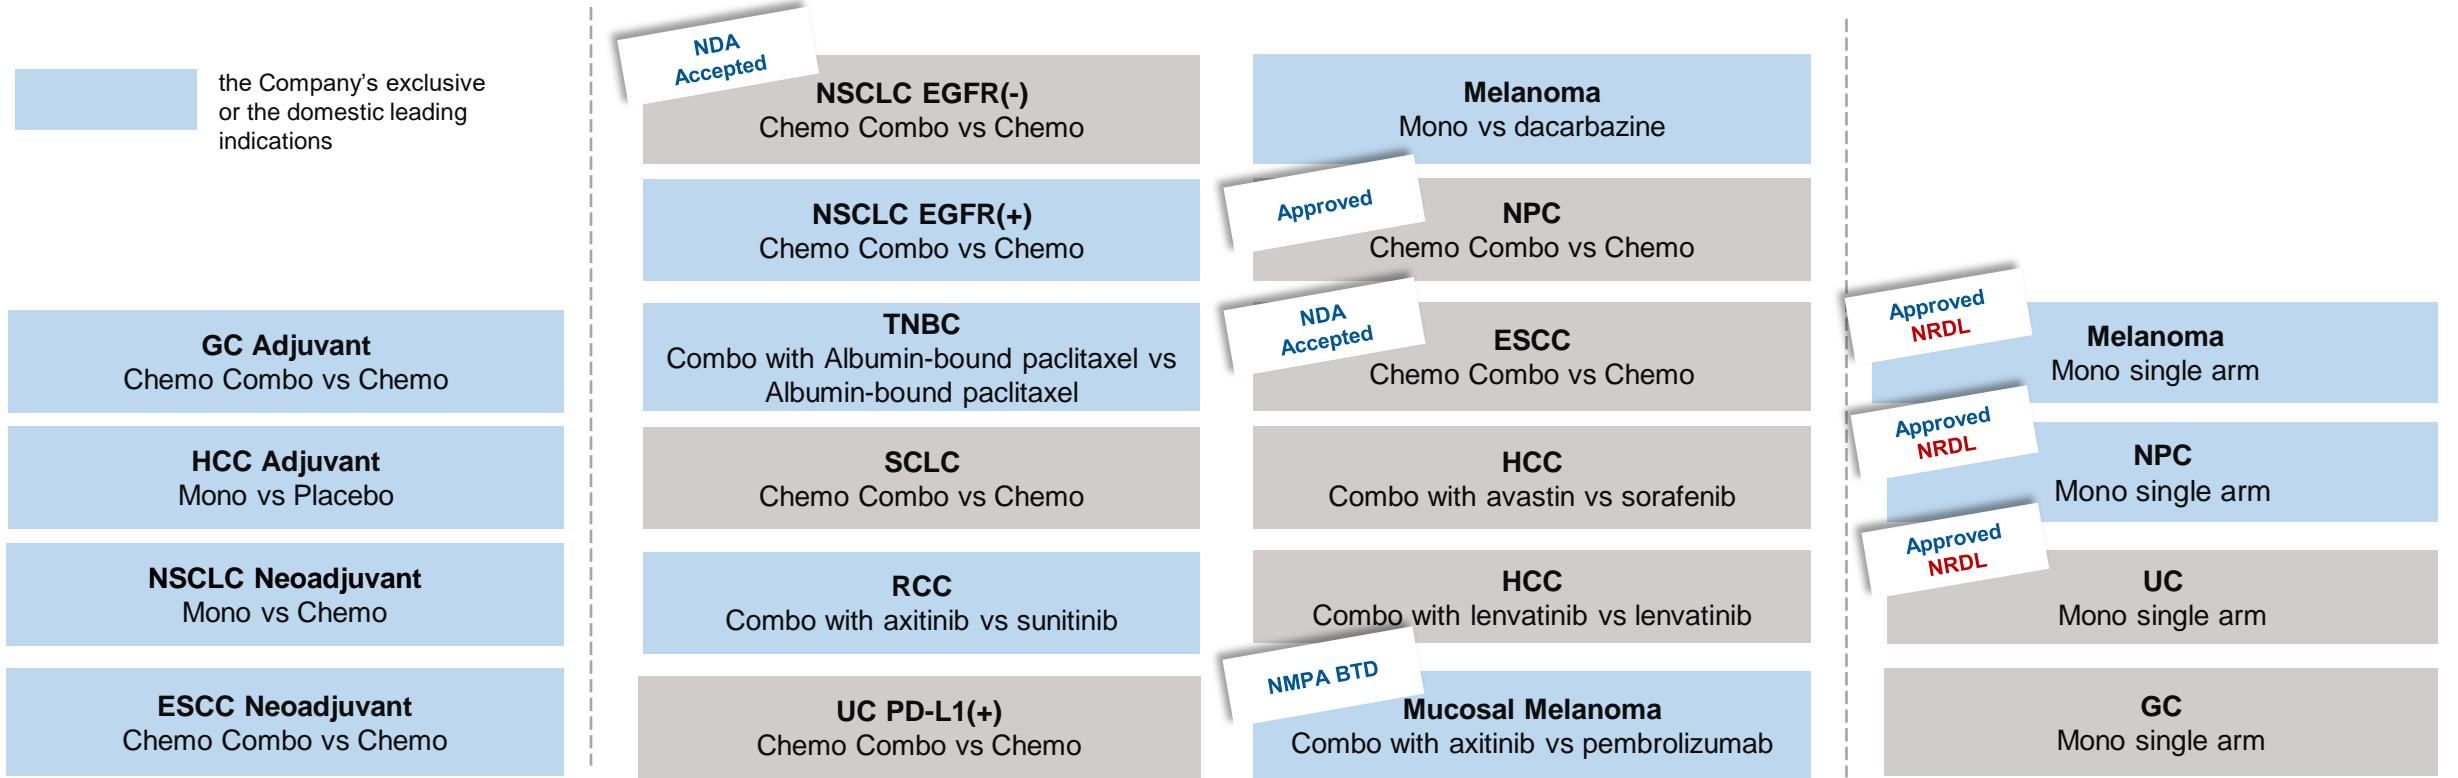 the Company's exclusive
or the domestic leading
indications
GC Adjuvant
Chemo Combo vs Chemo
HCC Adjuvant
Mono vs Placebo
NSCLC Neoadjuvant
Mono vs Chemo
ESCC Neoadjuvant
Chemo Combo vs Chemo
NDA
Accepted
NSCLC EGFR(-)
Chemo Combo vs Chemo
NSCLC EGFR(+)
Chemo Combo vs Chemo
TNBC
Combo with Albumin-bound paclitaxel vs
Albumin-bound paclitaxel
SCLC
Chemo Combo vs Chemo
RCC
Combo with axitinib vs sunitinib
UC PD-L1(+)
Chemo Combo vs Chemo
Melanoma
Mono vs dacarbazine
Approved
NPC
Chemo Combo vs Chemo
NDA
Accepted
ESCC
Chemo Combo vs Chemo
HCC
Combo with avastin vs sorafenib
HCC
Combo with lenvatinib vs lenvatinib
NMPA BTD
Mucosal Melanoma
Combo with axitinib vs pembrolizumab
Approved
NRDL
Melanoma
Mono single arm
Approved
NRDL
NPC
Mono single arm
Approved
NRDL
UC
Mono single arm
GC
Mono single arm